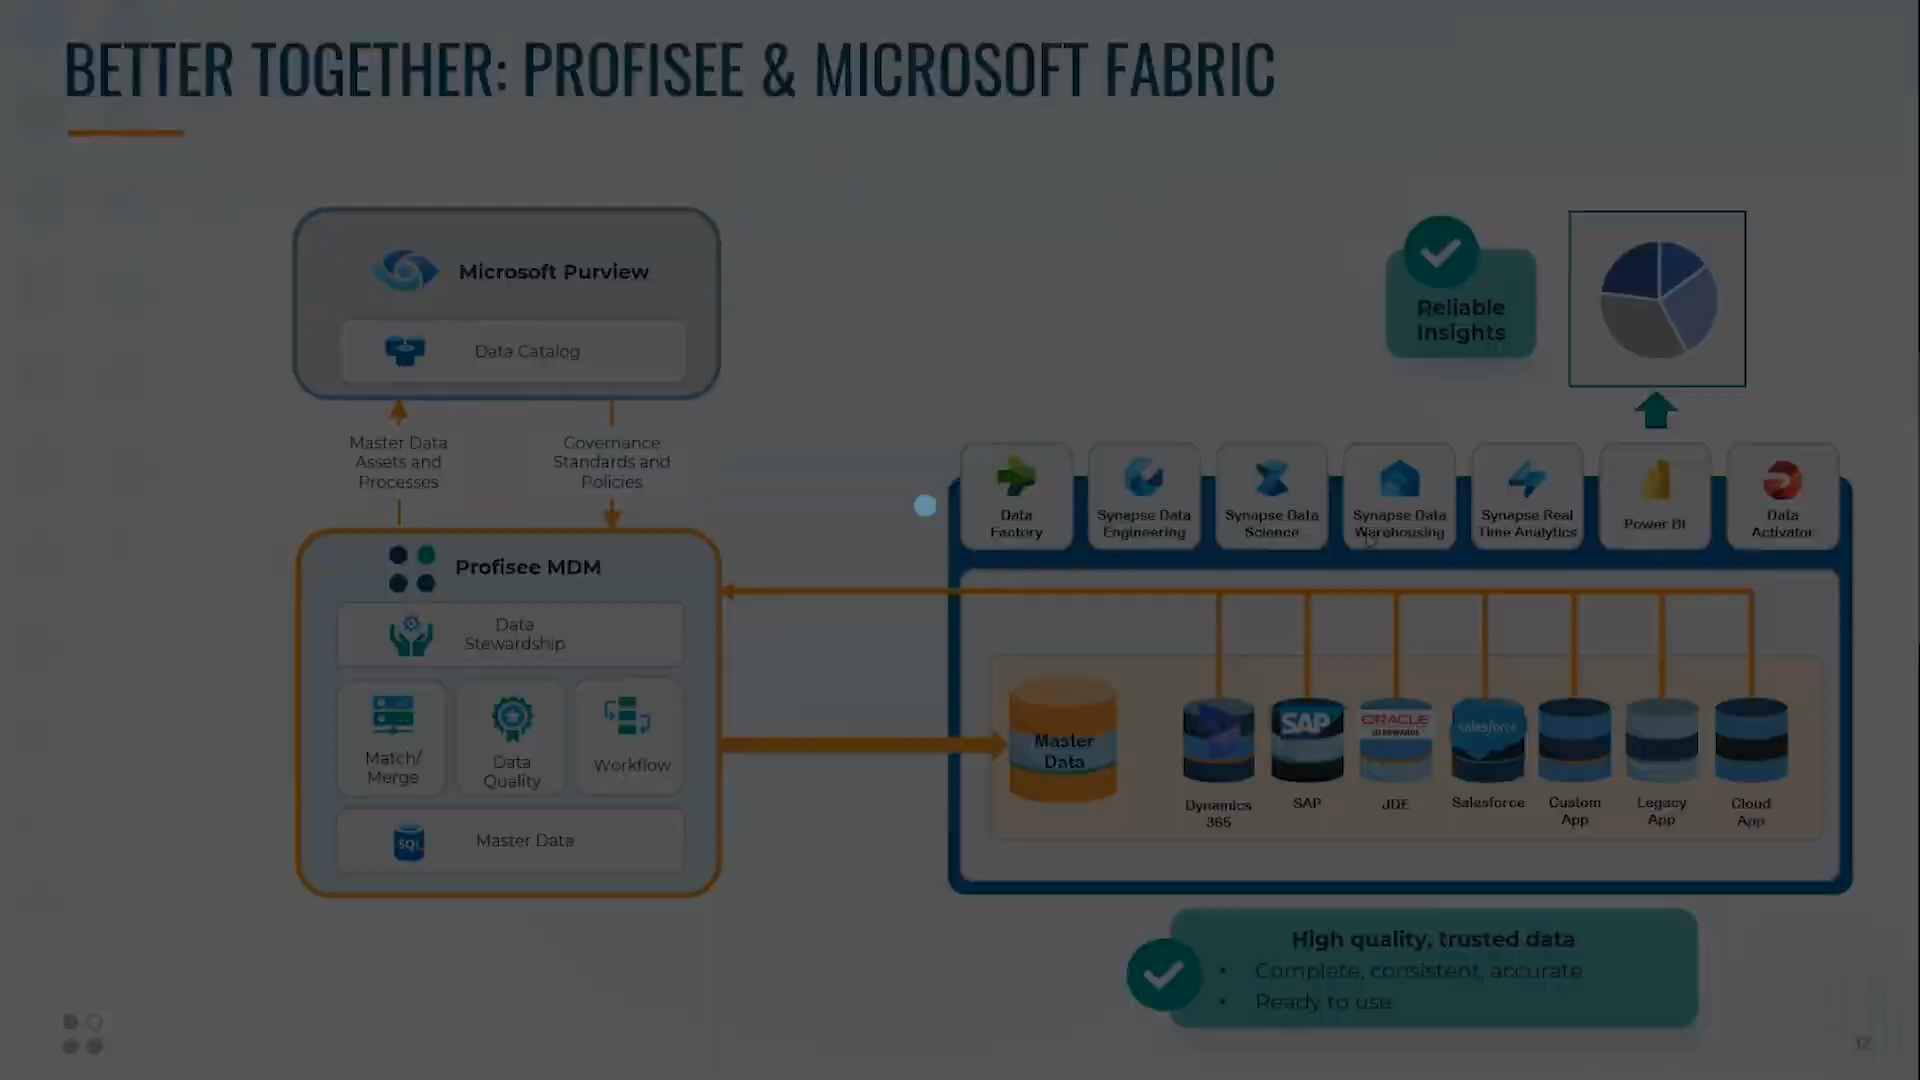 BETTER TOGETHER: PROFISEE & MICROSOFT FABRIC
Microsoft Purview
Data Catalog
Master Data
Assets and
Processes
Governance
Standards and
Policies
Profisee MDM
Data
Stewardship
Match/
Merge
Data
Quality
Workflow
SQL
Master Data
Reliable
Insights
Data
Factory
Synapse Data
Engineering
Synapse Data
Science
Synapse Data
Warehousing
Synapse Real
Time Analytics
Power BI
Data
Activator
Master
Data
SAP
ORACLE
JD EDWARDS
salesforce
Dynamics
365
SAP
JDE
Salesforce
Custom
App
Legacy
App
Cloud
App
High quality, trusted data
• Complete, consistent, accurate
• Ready to use
12